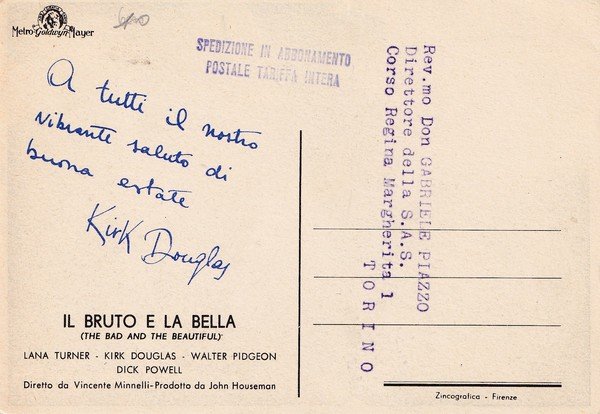 Metro-Goldwyn-Mayer
SPEDIZIONE IN ABBONAMENTO
POSTALE TARIFFA INTERA
A tutti il nostro
vibrante saluto di
buona estate
Kirk Douglas
IL BRUTO E LA BELLA
(THE BAD AND THE BEAUTIFUL)
LANA TURNER - KIRK DOUGLAS - WALTER PIDGEON
DICK POWELL
Diretto da Vincente Minnelli-Prodotto da John Houseman
Rev.mo Don GABRIELE PIAZZO
Direttore della S.A.S.
Corso Regina Margherita 1
TORINO
Zincografica - Firenze